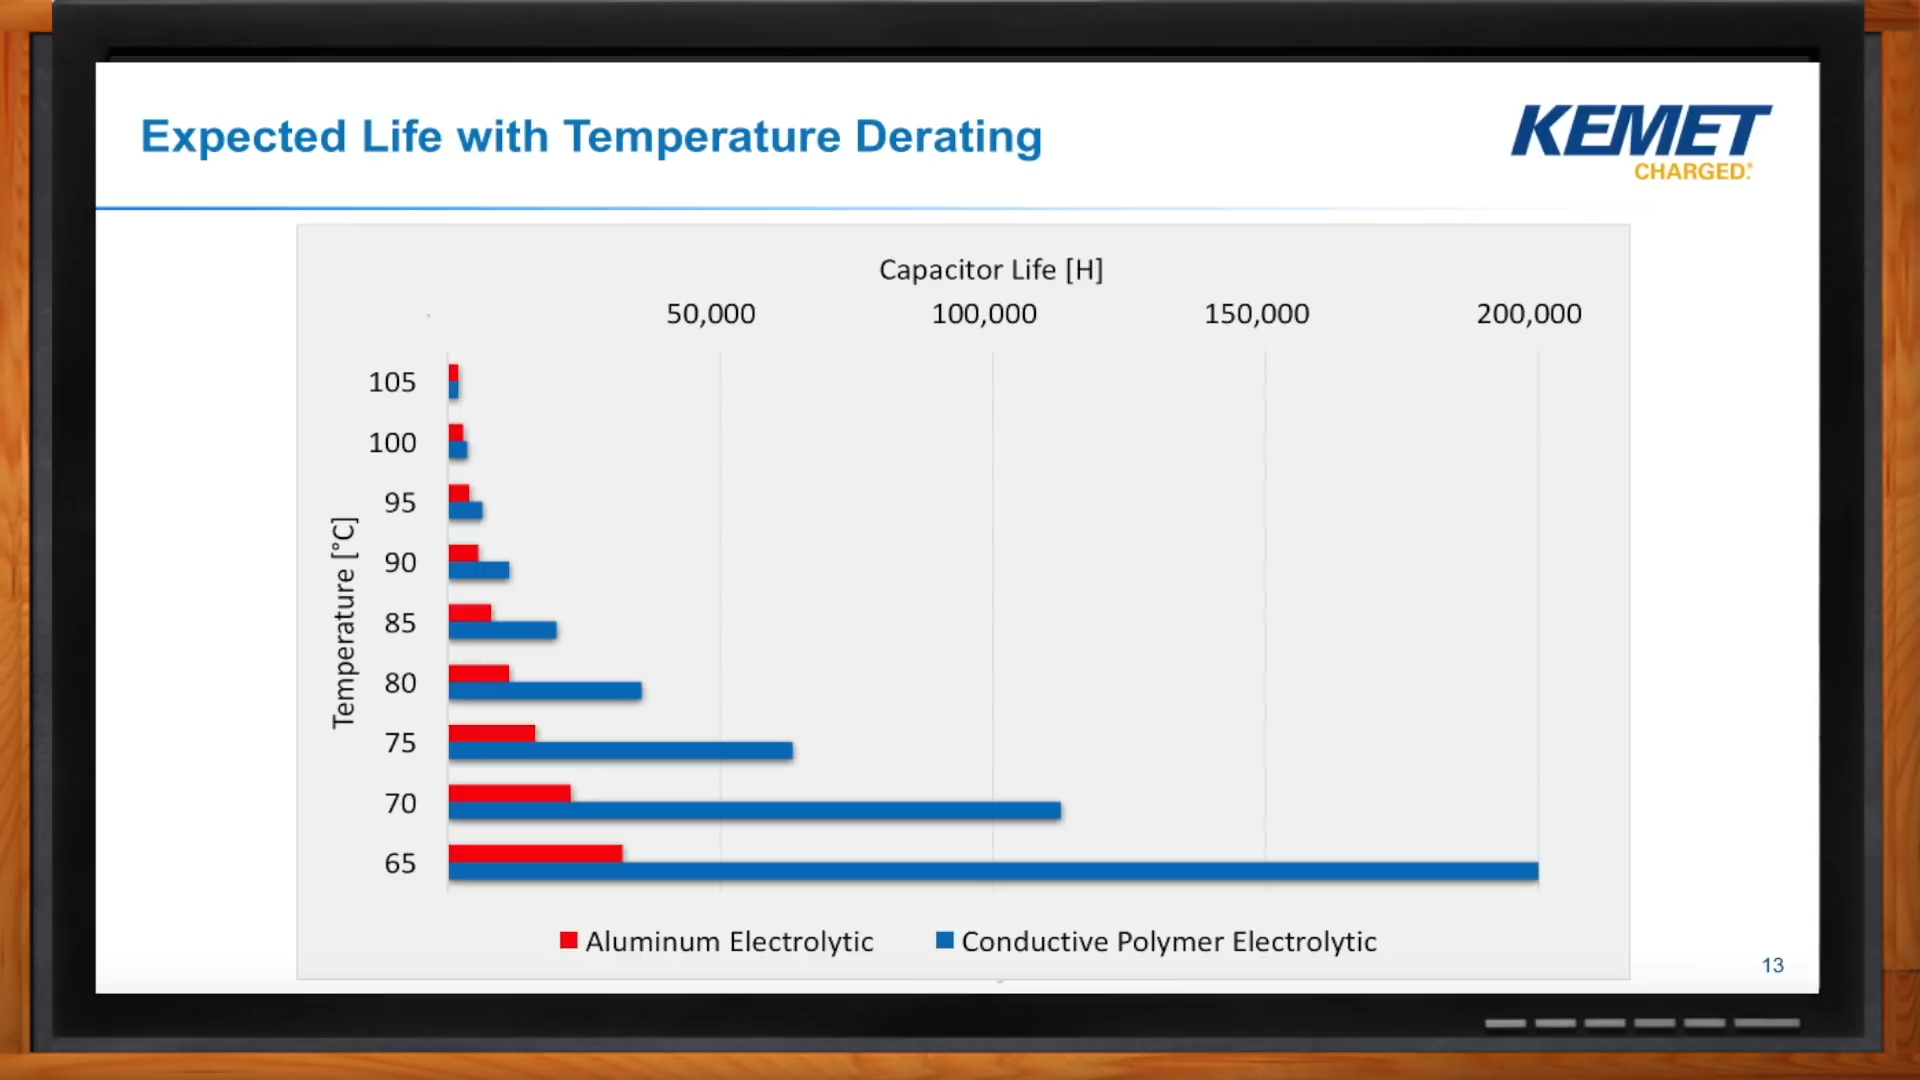 Expected Life with Temperature Derating
KEMET
CHARGED.®
Capacitor Life [H]
50,000 100,000 150,000 200,000
Temperature [°C]
105
100
95
90
85
80
75
70
65
Aluminum Electrolytic Conductive Polymer Electrolytic
13